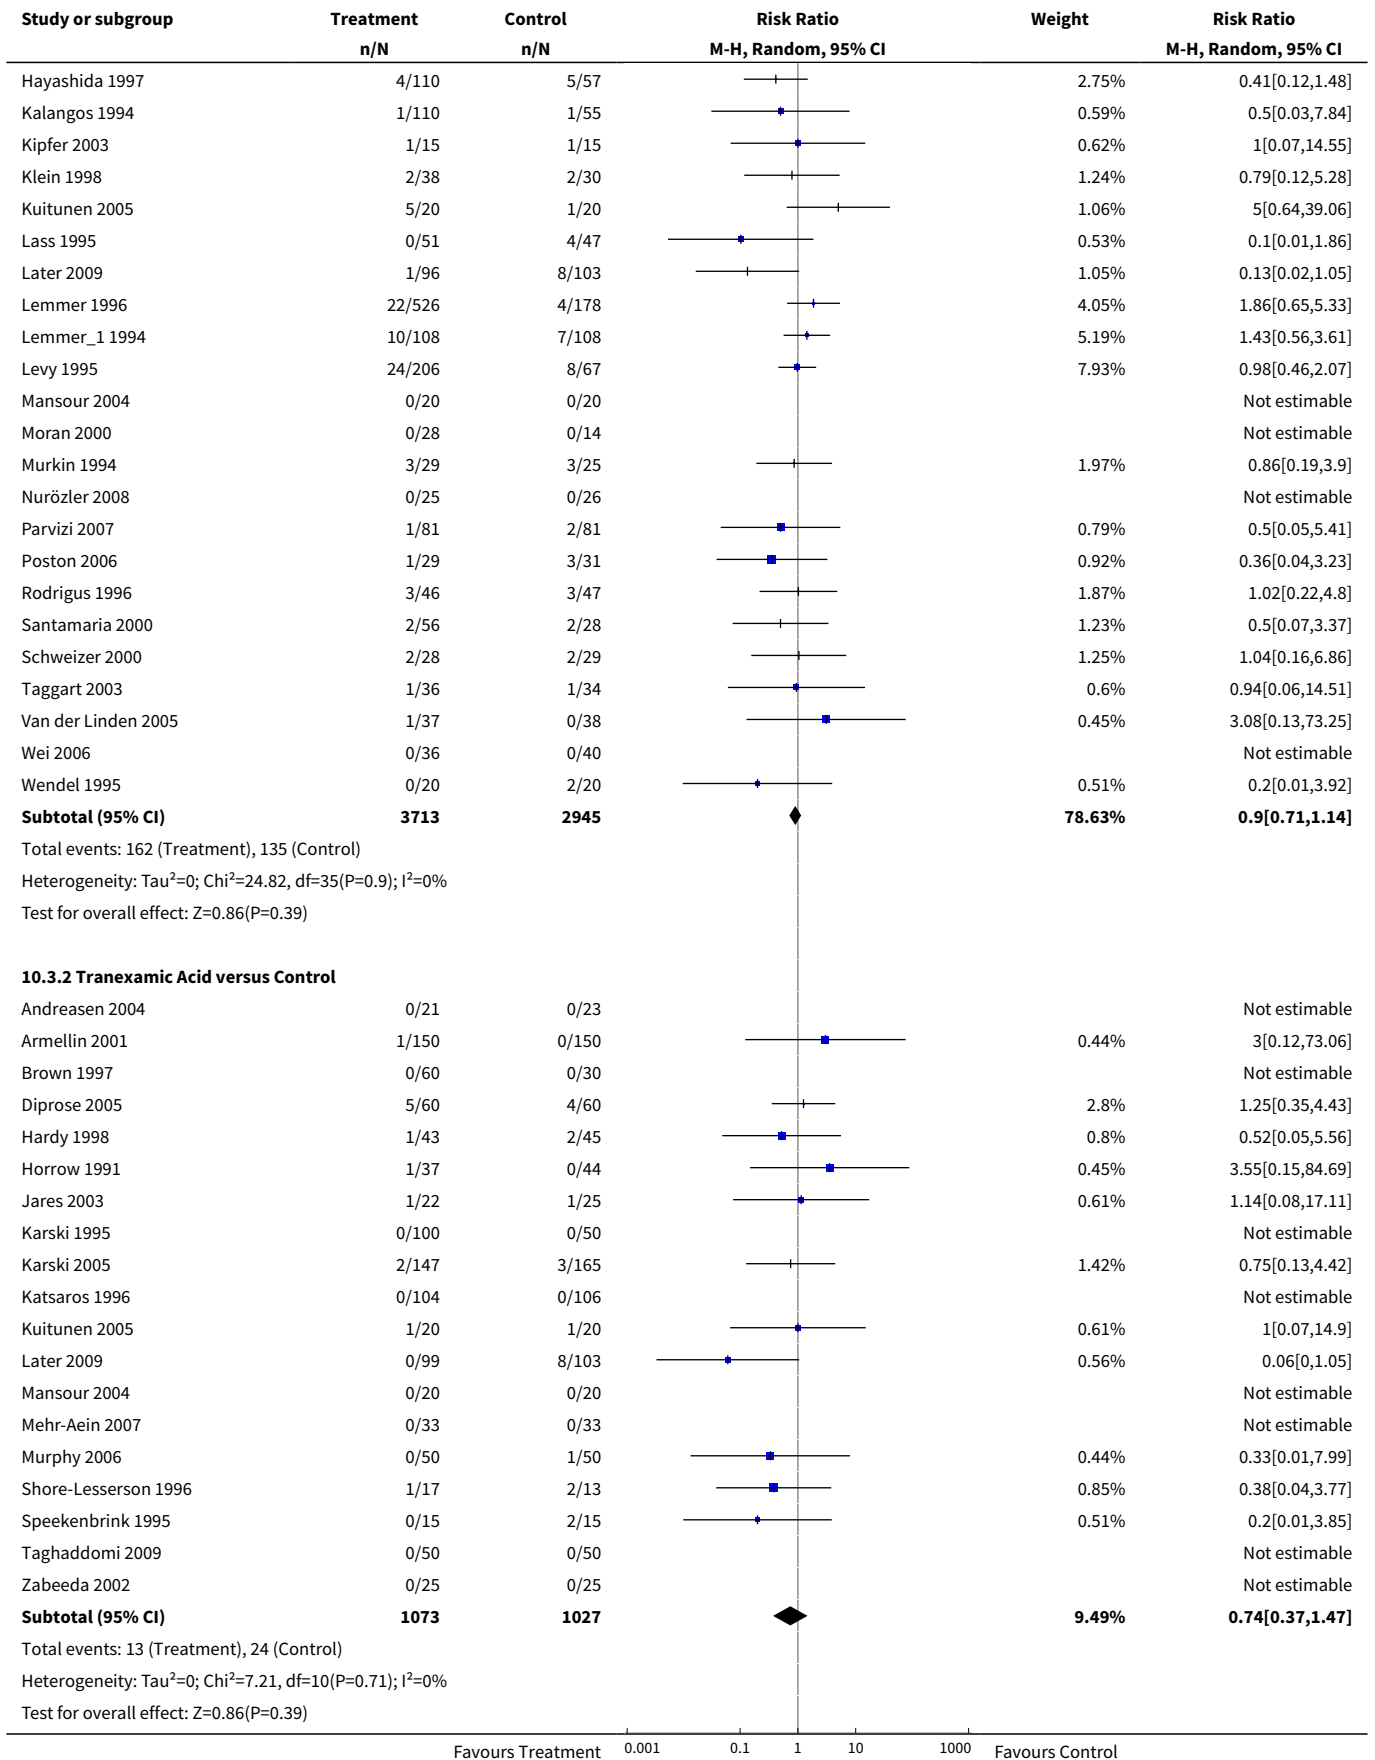 Study or subgroup Treatment Control Risk Ratio Weight Risk Ratio
n/N n/N M-H, Random, 95% CI M-H, Random, 95% CI
Hayashida 1997 4/110 5/57 2.75% 0.41[0.12,1.48]
Kalangos 1994 1/110 1/55 0.59% 0.5[0.03,7.84]
Kipfer 2003 1/15 1/15 0.62% 1[0.07,14.55]
Klein 1998 2/38 2/30 1.24% 0.79[0.12,5.28]
Kuitunen 2005 5/20 1/20 1.06% 5[0.64,39.06]
Lass 1995 0/51 4/47 0.53% 0.1[0.01,1.86]
Later 2009 1/96 8/103 1.05% 0.13[0.02,1.05]
Lemmer 1996 22/526 4/178 4.05% 1.86[0.65,5.33]
Lemmer_1 1994 10/108 7/108 5.19% 1.43[0.56,3.61]
Levy 1995 24/206 8/67 7.93% 0.98[0.46,2.07]
Mansour 2004 0/20 0/20 Not estimable
Moran 2000 0/28 0/14 Not estimable
Murkin 1994 3/29 3/25 1.97% 0.86[0.19,3.9]
Nurözler 2008 0/25 0/26 Not estimable
Parvizi 2007 1/81 2/81 0.79% 0.5[0.05,5.41]
Poston 2006 1/29 3/31 0.92% 0.36[0.04,3.23]
Rodrigus 1996 3/46 3/47 1.87% 1.02[0.22,4.8]
Santamaria 2000 2/56 2/28 1.23% 0.5[0.07,3.37]
Schweizer 2000 2/28 2/29 1.25% 1.04[0.16,6.86]
Taggart 2003 1/36 1/34 0.6% 0.94[0.06,14.51]
Van der Linden 2005 1/37 0/38 0.45% 3.08[0.13,73.25]
Wei 2006 0/36 0/40 Not estimable
Wendel 1995 0/20 2/20 0.51% 0.2[0.01,3.92]
Subtotal (95% CI) 3713 2945 78.63% 0.9[0.71,1.14]
Total events: 162 (Treatment), 135 (Control)
Heterogeneity: Tau²=0; Chi²=24.82, df=35(P=0.9); I²=0%
Test for overall effect: Z=0.86(P=0.39)
10.3.2 Tranexamic Acid versus Control
Andreasen 2004 0/21 0/23 Not estimable
Armellin 2001 1/150 0/150 0.44% 3[0.12,73.06]
Brown 1997 0/60 0/30 Not estimable
Diprose 2005 5/60 4/60 2.8% 1.25[0.35,4.43]
Hardy 1998 1/43 2/45 0.8% 0.52[0.05,5.56]
Horrow 1991 1/37 0/44 0.45% 3.55[0.15,84.69]
Jares 2003 1/22 1/25 0.61% 1.14[0.08,17.11]
Karski 1995 0/100 0/50 Not estimable
Karski 2005 2/147 3/165 1.42% 0.75[0.13,4.42]
Katsaros 1996 0/104 0/106 Not estimable
Kuitunen 2005 1/20 1/20 0.61% 1[0.07,14.9]
Later 2009 0/99 8/103 0.56% 0.06[0,1.05]
Mansour 2004 0/20 0/20 Not estimable
Mehr-Aein 2007 0/33 0/33 Not estimable
Murphy 2006 0/50 1/50 0.44% 0.33[0.01,7.99]
Shore-Lesserson 1996 1/17 2/13 0.85% 0.38[0.04,3.77]
Speekenbrink 1995 0/15 2/15 0.51% 0.2[0.01,3.85]
Taghaddomi 2009 0/50 0/50 Not estimable
Zabeeda 2002 0/25 0/25 Not estimable
Subtotal (95% CI) 1073 1027 9.49% 0.74[0.37,1.47]
Total events: 13 (Treatment), 24 (Control)
Heterogeneity: Tau²=0; Chi²=7.21, df=10(P=0.71); I²=0%
Test for overall effect: Z=0.86(P=0.39)
Favours Treatment 0.001 0.1 1 10 1000 Favours Control